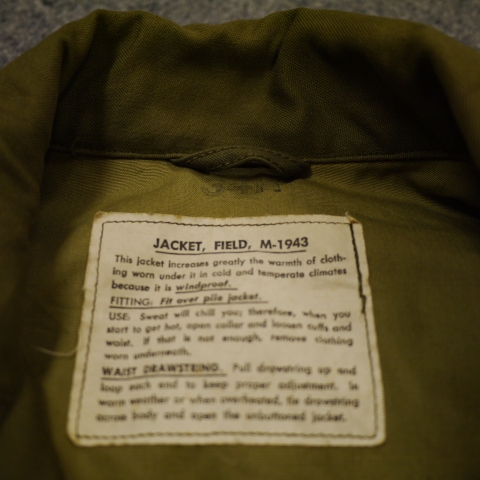 JACKET, FIELD, M-1943
This jacket increases greatly the warmth of cloth-
ing worn under it in cold and temperate climates
because it is windproof.
FITTING: Fit over pile jacket.
USE: Sweat will chill you; therefore, when you
start to get hot, open collar and loosen cuffs and
waist. If that is not enough, remove clothing
worn underneath.
WAIST DRAWSTRING. Pull drawstring up and
loop each end to keep proper adjustment. In
warm weather or when overheated, tie drawstring
across body and open the unbuttoned jacket.